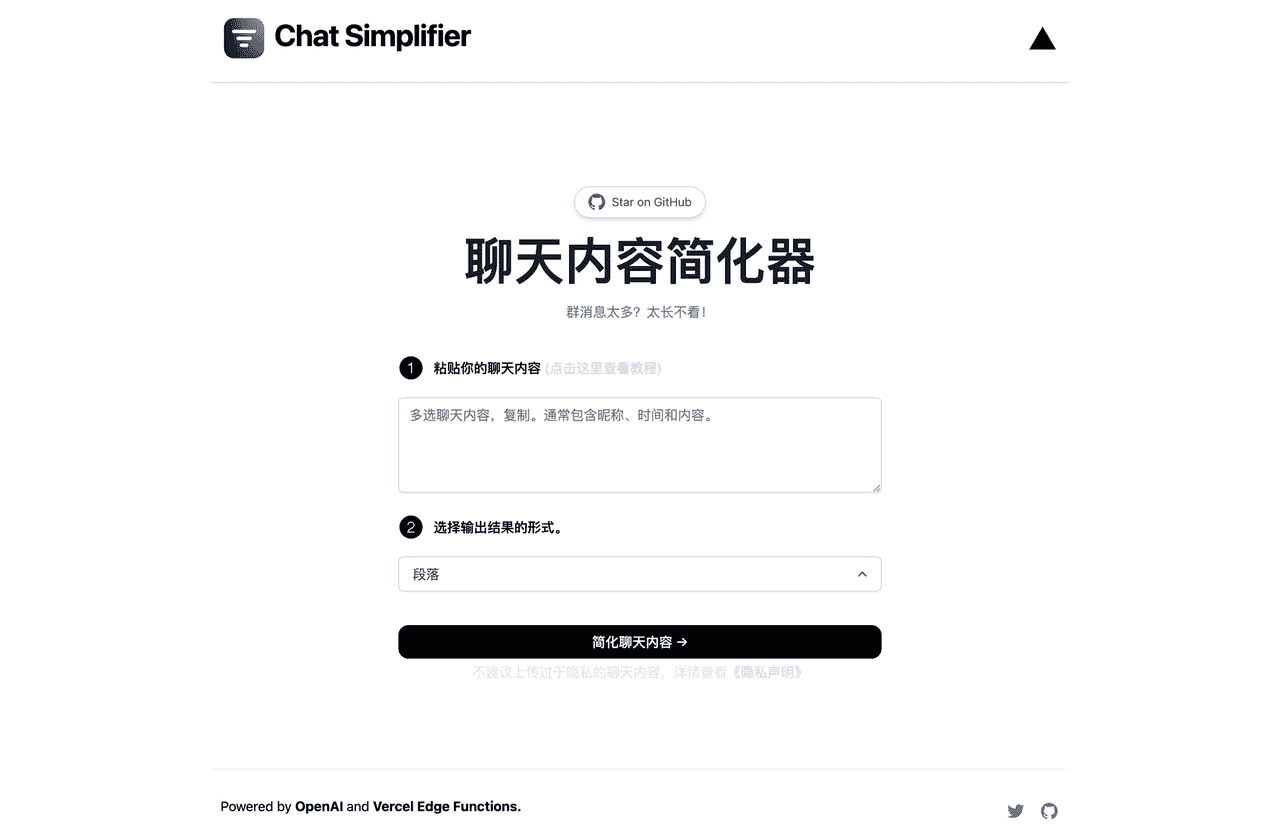 Chat Simplifier
Star on GitHub
聊天内容简化器
群消息太多？太长不看！
1 粘贴你的聊天内容 (点击这里查看教程)
多选聊天内容，复制。通常包含昵称、时间和内容。
2 选择输出结果的形式。
段落
简化聊天内容 →
不建议上传过于隐私的聊天内容，详情查看《隐私声明》
Powered by OpenAI and Vercel Edge Functions.